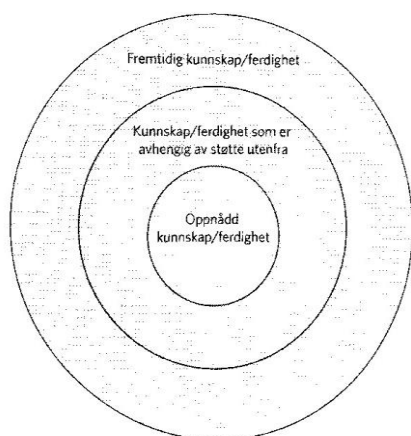 Fremtidig kunnskap/ferdighet
Kunnskap/ferdighet som er
avhengig av støtte utenfra
Oppnådd
kunnskap/ferdighet